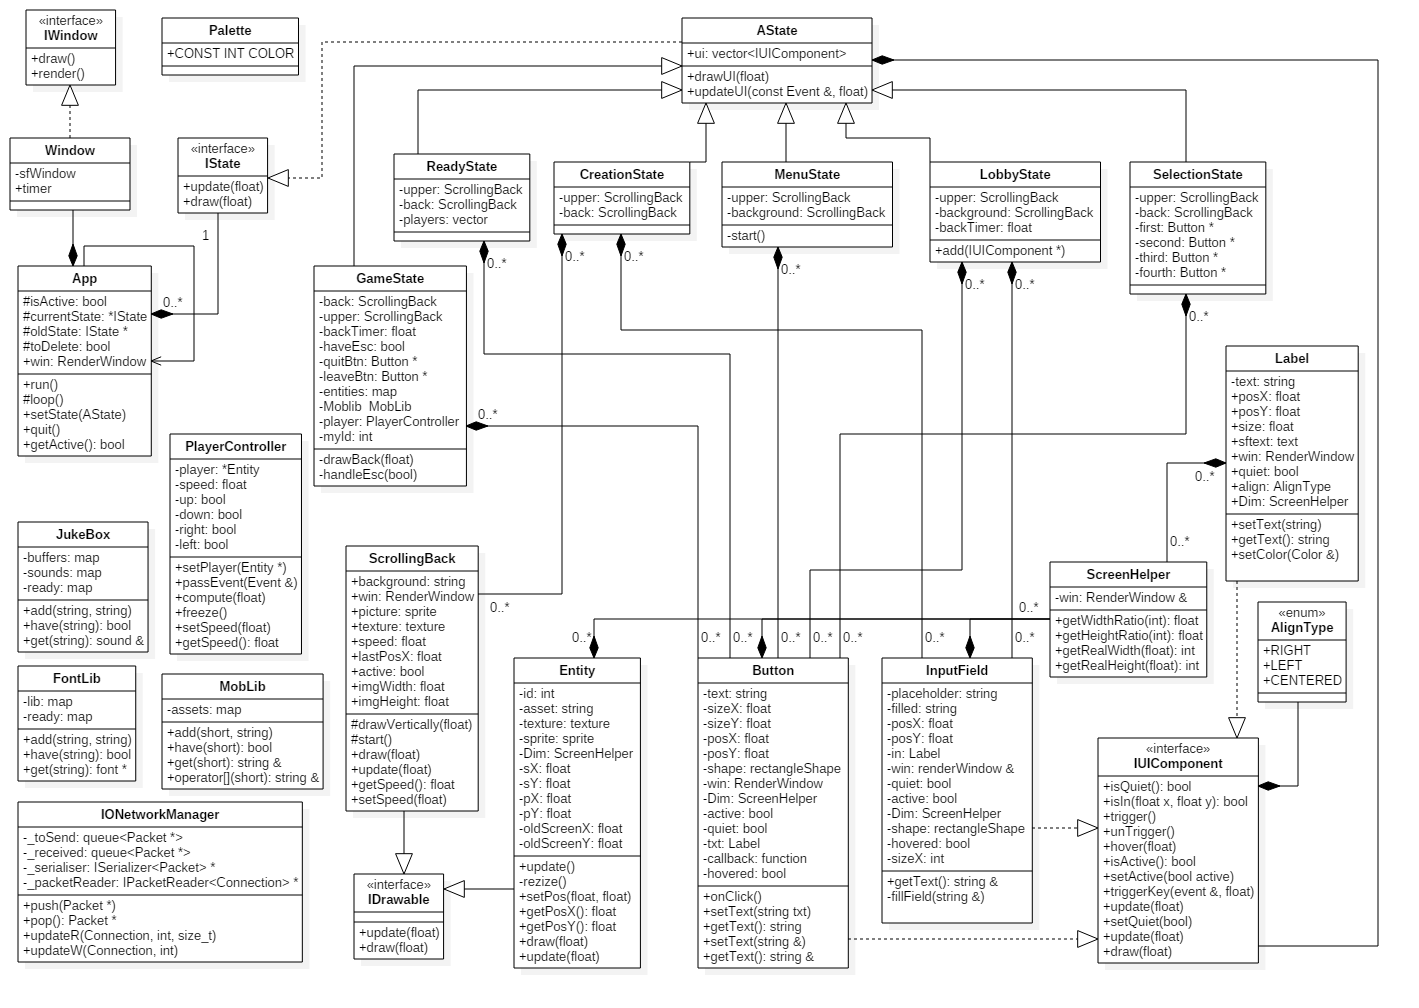 «interface»
IWindow
+draw()
+render()
Palette
+CONST INT COLOR
AState
+ui: vector<IUIComponent>
+drawUI(float)
+updateUI(const Event &, float)
Window
-sfWindow
+timer
«interface»
IState
+update(float)
+draw(float)
ReadyState
-upper: ScrollingBack
-back: ScrollingBack
-players: vector
CreationState
-upper: ScrollingBack
-back: ScrollingBack
MenuState
-upper: ScrollingBack
-background: ScrollingBack
-start()
LobbyState
-upper: ScrollingBack
-background: ScrollingBack
-backTimer: float
+add(IUIComponent *)
SelectionState
-upper: ScrollingBack
-back: ScrollingBack
-first: Button *
-second: Button *
-third: Button *
-fourth: Button *
1
0..*
0..*
0..*
0..*
0..*
0..*
0..*
0..*
App
#isActive: bool
#currentState: *IState
#oldState: IState *
#toDelete: bool
+win: RenderWindow
+run()
#loop()
+setState(AState)
+quit()
+getActive(): bool
GameState
-back: ScrollingBack
-upper: ScrollingBack
-backTimer: float
-haveEsc: bool
-quitBtn: Button *
-leaveBtn: Button *
-entities: map
-Moblib MobLib
-player: PlayerController
-myId: int
-drawBack(float)
-handleEsc(bool)
0..*
Label
-text: string
+posX: float
+posY: float
+size: float
+sftext: text
+win: RenderWindow
+quiet: bool
+align: AlignType
+Dim: ScreenHelper
+setText(string)
+getText(): string
+setColor(Color &)
0..*
0..*
PlayerController
-player: *Entity
-speed: float
-up: bool
-down: bool
-right: bool
-left: bool
+setPlayer(Entity *)
+passEvent(Event &)
+compute(float)
+freeze()
+setSpeed(float)
+getSpeed(): float
JukeBox
-buffers: map
-sounds: map
-ready: map
+add(string, string)
+have(string): bool
+get(string): sound &
ScrollingBack
+background: string
+win: RenderWindow
+picture: sprite
+texture: texture
+speed: float
+lastPosX: float
+active: bool
+imgWidth: float
+imgHeight: float
#drawVertically(float)
#start()
+draw(float)
+update(float)
+getSpeed(): float
+setSpeed(float)
0..*
ScreenHelper
-win: RenderWindow &
+getWidthRatio(int): float
+getHeightRatio(int): float
+getRealWidth(float): int
+getRealHeight(float): int
0..*
«enum»
AlignType
+RIGHT
+LEFT
+CENTERED
0..*
0..*
0..*
0..*
0..*
0..*
0..*
0..*
FontLib
-lib: map
-ready: map
+add(string, string)
+have(string): bool
+get(string): font *
MobLib
-assets: map
+add(short, string)
+have(short): bool
+get(short): string &
+operator[](short): string &
Entity
-id: int
-asset: string
-texture: texture
-sprite: sprite
-Dim: ScreenHelper
-sX: float
-sY: float
-pX: float
-pY: float
-oldScreenX: float
-oldScreenY: float
+update()
-rezize()
+setPos(float, float)
+getPosX(): float
+getPosY(): float
+draw(float)
+update(float)
Button
-text: string
-sizeX: float
-sizeY: float
-posX: float
-posY: float
-shape: rectangleShape
-win: RenderWindow
-Dim: ScreenHelper
-active: bool
-quiet: bool
-txt: Label
-callback: function
-hovered: bool
+onClick()
+setText(string txt)
+getText(): string
+setText(string &)
+getText(): string &
InputField
-placeholder: string
-filled: string
-posX: float
-posY: float
-in: Label
-win: renderWindow &
-quiet: bool
-active: bool
-Dim: ScreenHelper
-shape: rectangleShape
-hovered: bool
-sizeX: int
+getText(): string &
-fillField(string &)
«interface»
IUIComponent
+isQuiet(): bool
+isIn(float x, float y): bool
+trigger()
+unTrigger()
+hover(float)
+isActive(): bool
+setActive(bool active)
+triggerKey(event &, float)
+update(float)
+setQuiet(bool)
+update(float)
+draw(float)
IONetworkManager
-_toSend: queue<Packet *>
-_received: queue<Packet *>
-_serialiser: ISerializer<Packet> *
-_packetReader: IPacketReader<Connection> *
+push(Packet *)
+pop(): Packet *
+updateR(Connection, int, size_t)
+updateW(Connection, int)
«interface»
IDrawable
+update(float)
+draw(float)